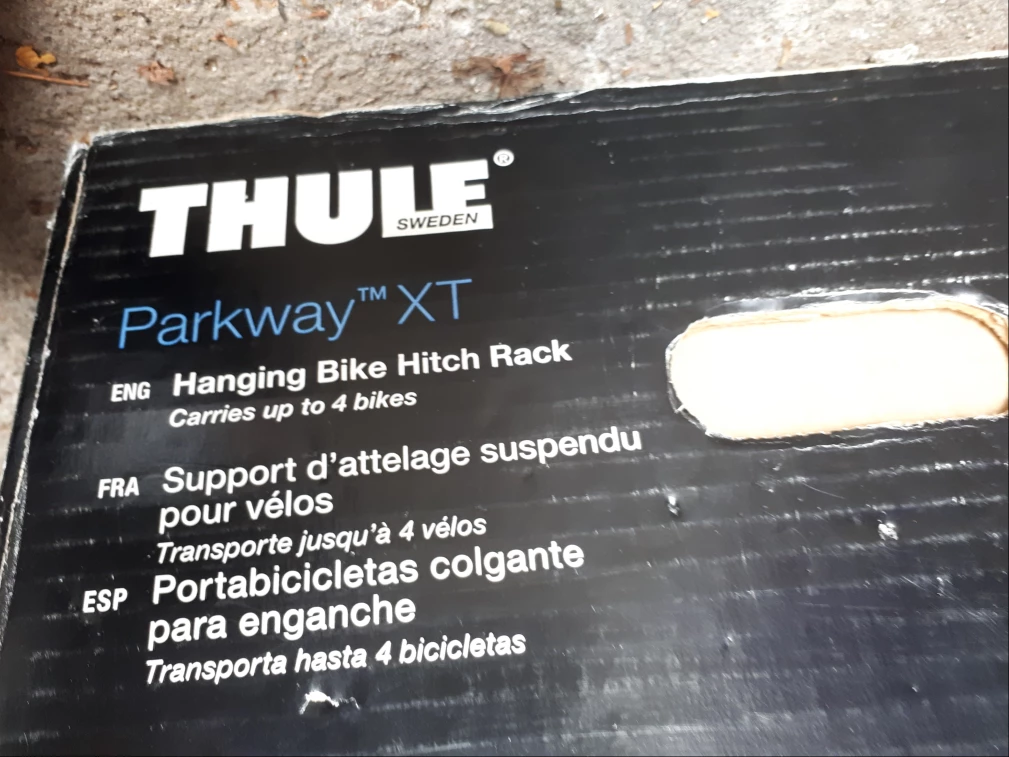 THULE®
SWEDEN
Parkway™ XT
ENG Hanging Bike Hitch Rack
Carries up to 4 bikes
FRA Support d'attelage suspendu
pour vélos
Transporte jusqu'à 4 vélos
ESP Portabicicletas colgante
para enganche
Transporta hasta 4 bicicletas